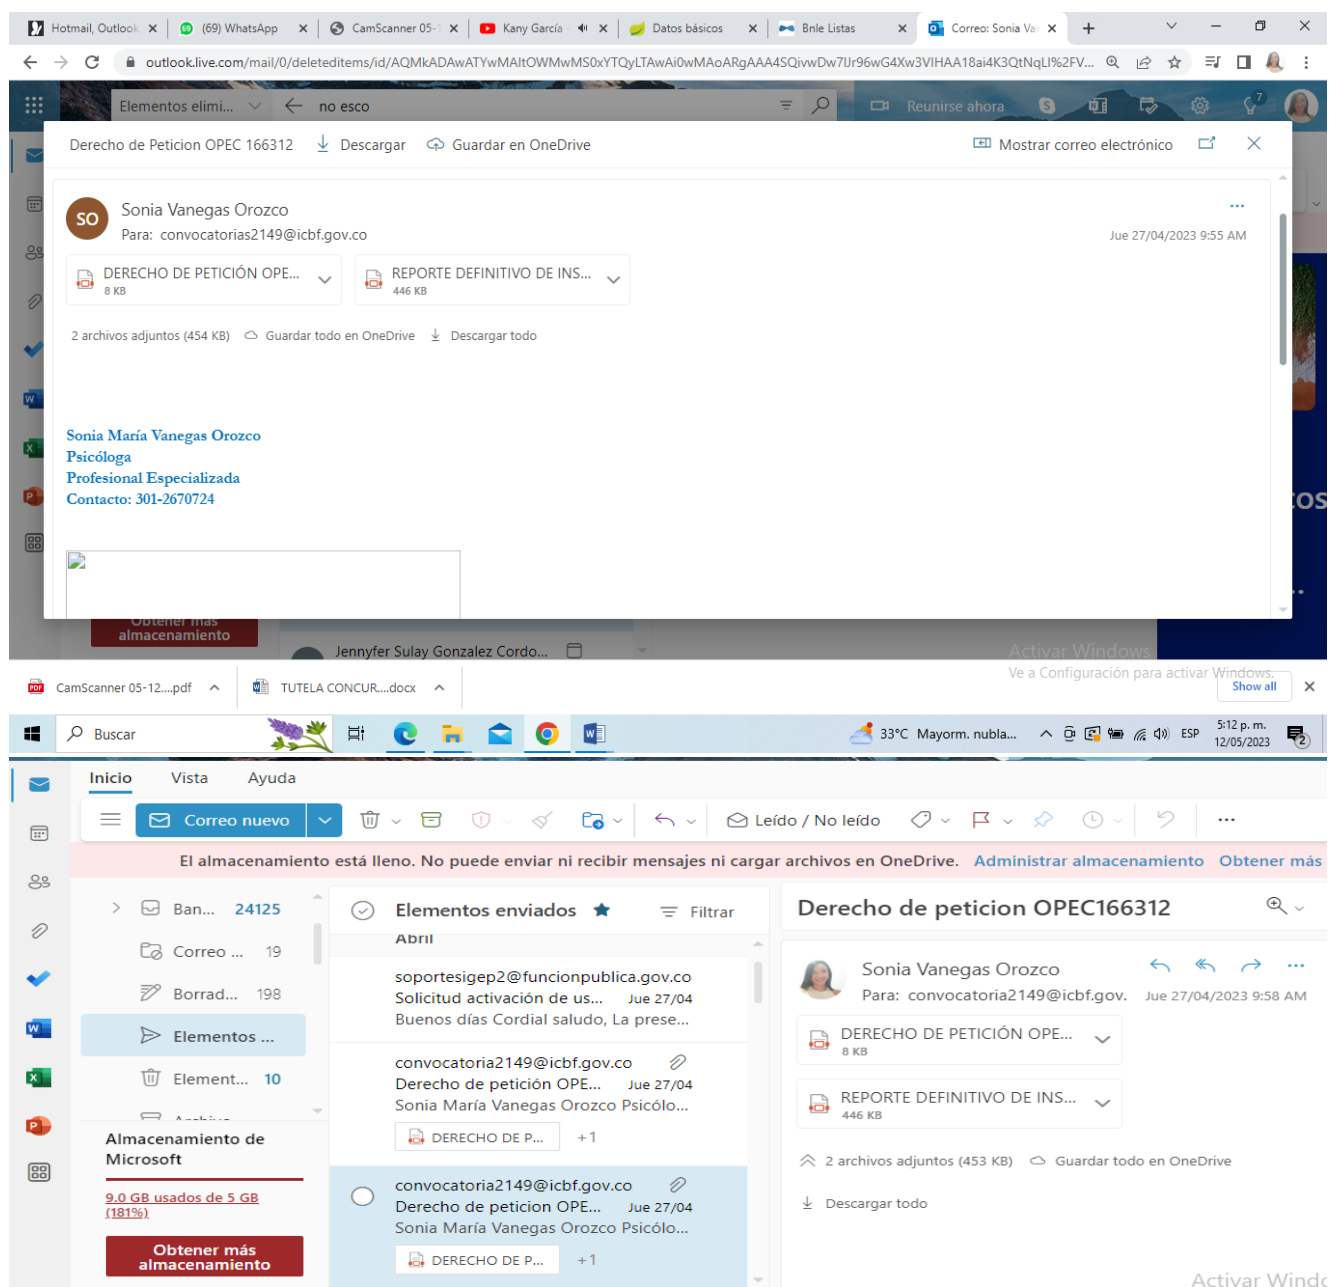 Hotmail, Outlook
(69) WhatsApp
CamScanner 05-1
Kany García -
Datos básicos
Bnle Listas
Correo: Sonia Va
outlook.live.com/mail/0/deleteditems/id/AQMkADAwATYwMAItOWMwMS0xYTQyLTAwAi0wMAoARgAAA4SQivwDw7IJr96wG4Xw3VIHAA18ai4K3QtNqLI%2FV...
Elementos elimi...
no esco
Reunirse ahora
7
Derecho de Peticion OPEC 166312
Descargar
Guardar en OneDrive
Mostrar correo electrónico
SO
Sonia Vanegas Orozco
Para: convocatorias2149@icbf.gov.co
Jue 27/04/2023 9:55 AM
DERECHO DE PETICIÓN OPE...
8 KB
REPORTE DEFINITIVO DE INS...
446 KB
2 archivos adjuntos (454 KB)
Guardar todo en OneDrive
Descargar todo
Sonia María Vanegas Orozco
Psicóloga
Profesional Especializada
Contacto: 301-2670724
os
Obtener más
almacenamiento
Jennyfer Sulay Gonzalez Cordo...
Activar Windows
Ve a Configuración para activar Windows.
CamScanner 05-12....pdf
TUTELA CONCUR....docx
Show all
Buscar
33°C Mayorm. nubla...
ESP
5:12 p. m.
12/05/2023
2
Inicio
Vista
Ayuda
Correo nuevo
Leído / No leído
El almacenamiento está lleno. No puede enviar ni recibir mensajes ni cargar archivos en OneDrive. Administrar almacenamiento Obtener más
Ban... 24125
Correo ... 19
Borrad... 198
Elementos ...
Element... 10
Archivo
Almacenamiento de
Microsoft
9.0 GB usados de 5 GB
(181%)
Obtener más
almacenamiento
Elementos enviados
Filtrar
Abril
soportesigep2@funcionpublica.gov.co
Solicitud activación de us... Jue 27/04
Buenos días Cordial saludo, La prese...
convocatoria2149@icbf.gov.co
Derecho de petición OPE... Jue 27/04
Sonia María Vanegas Orozco Psicólo...
DERECHO DE P... +1
convocatoria2149@icbf.gov.co
Derecho de peticion OPE... Jue 27/04
Sonia María Vanegas Orozco Psicólo...
DERECHO DE P... +1
Derecho de peticion OPEC166312
Sonia Vanegas Orozco
Para: convocatoria2149@icbf.gov. Jue 27/04/2023 9:58 AM
DERECHO DE PETICIÓN OPE...
8 KB
REPORTE DEFINITIVO DE INS...
446 KB
2 archivos adjuntos (453 KB)
Guardar todo en OneDrive
Descargar todo
Activar Windo